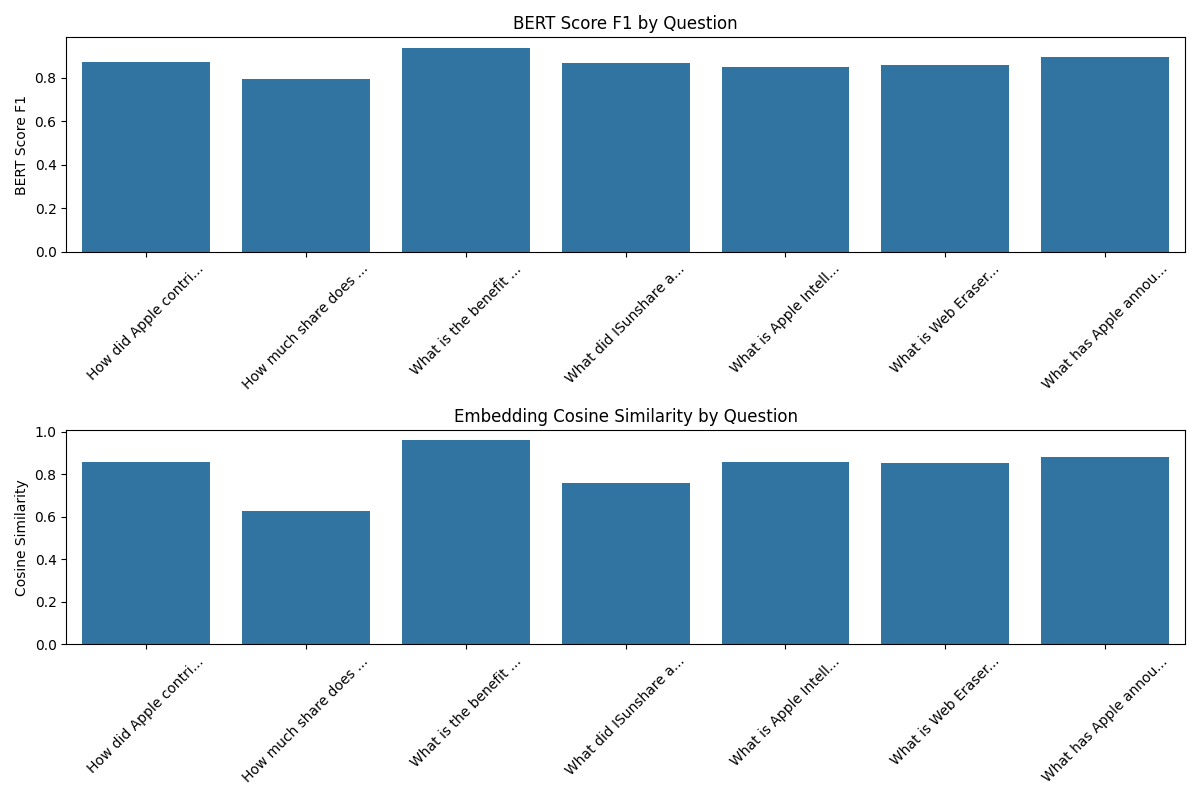 BERT Score F1 by Question
BERT Score F1
0.8
0.6
0.4
0.2
0.0
How did Apple contri...
How much share does ...
What is the benefit ...
What did ISunshare a...
What is Apple Intell...
What is Web Eraser...
What has Apple annou...
Embedding Cosine Similarity by Question
Cosine Similarity
1.0
0.8
0.6
0.4
0.2
0.0
How did Apple contri...
How much share does ...
What is the benefit ...
What did ISunshare a...
What is Apple Intell...
What is Web Eraser...
What has Apple annou...